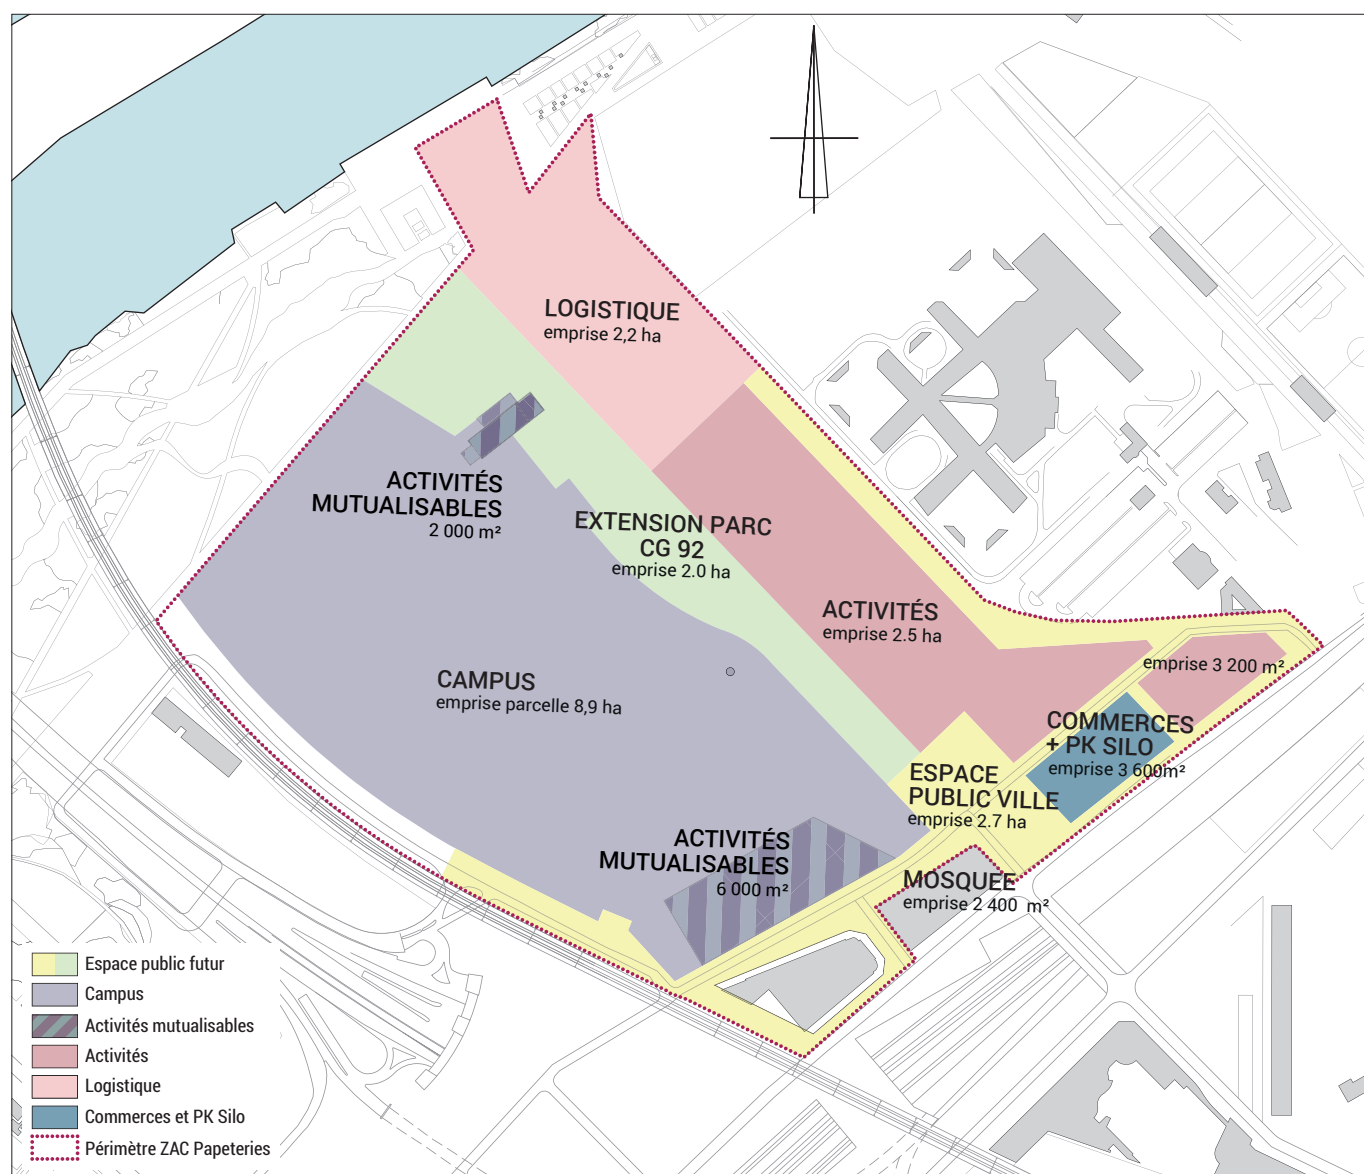 LOGISTIQUE
emprise 2,2 ha
ACTIVITÉS
MUTUALISABLES
2 000 m²
EXTENSION PARC
CG 92
emprise 2.0 ha
ACTIVITÉS
emprise 2.5 ha
emprise 3 200 m²
CAMPUS
emprise parcelle 8,9 ha
COMMERCES
+ PK SILO
emprise 3 600m²
ESPACE
PUBLIC VILLE
emprise 2.7 ha
ACTIVITÉS
MUTUALISABLES
6 000 m²
MOSQUEE
emprise 2 400 m²
Espace public futur
Campus
Activités mutualisables
Activités
Logistique
Commerces et PK Silo
Périmètre ZAC Papeteries